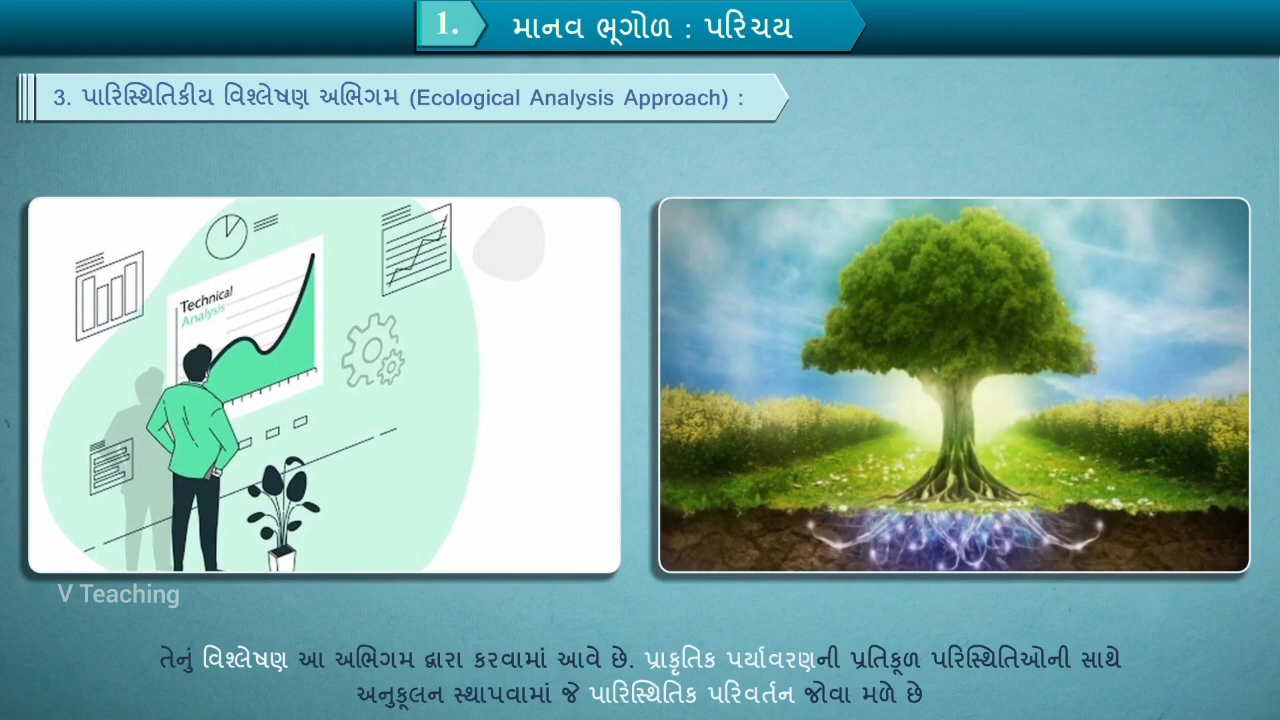 1. માનવ ભૂગોળ : પરિચય
3. પારિસ્થિતિકીય વિશ્લેષણ અભિગમ (Ecological Analysis Approach) :
Technical
Analysis
V Teaching
તેનું વિશ્લેષણ આ અભિગમ દ્વારા કરવામાં આવે છે. પ્રાકૃતિક પર્યાવરણની પ્રતિકૂળ પરિસ્થિતિઓની સાથે
અનુકૂલન સ્થાપવામાં જે પારિસ્થિતિક પરિવર્તન જોવા મળે છે